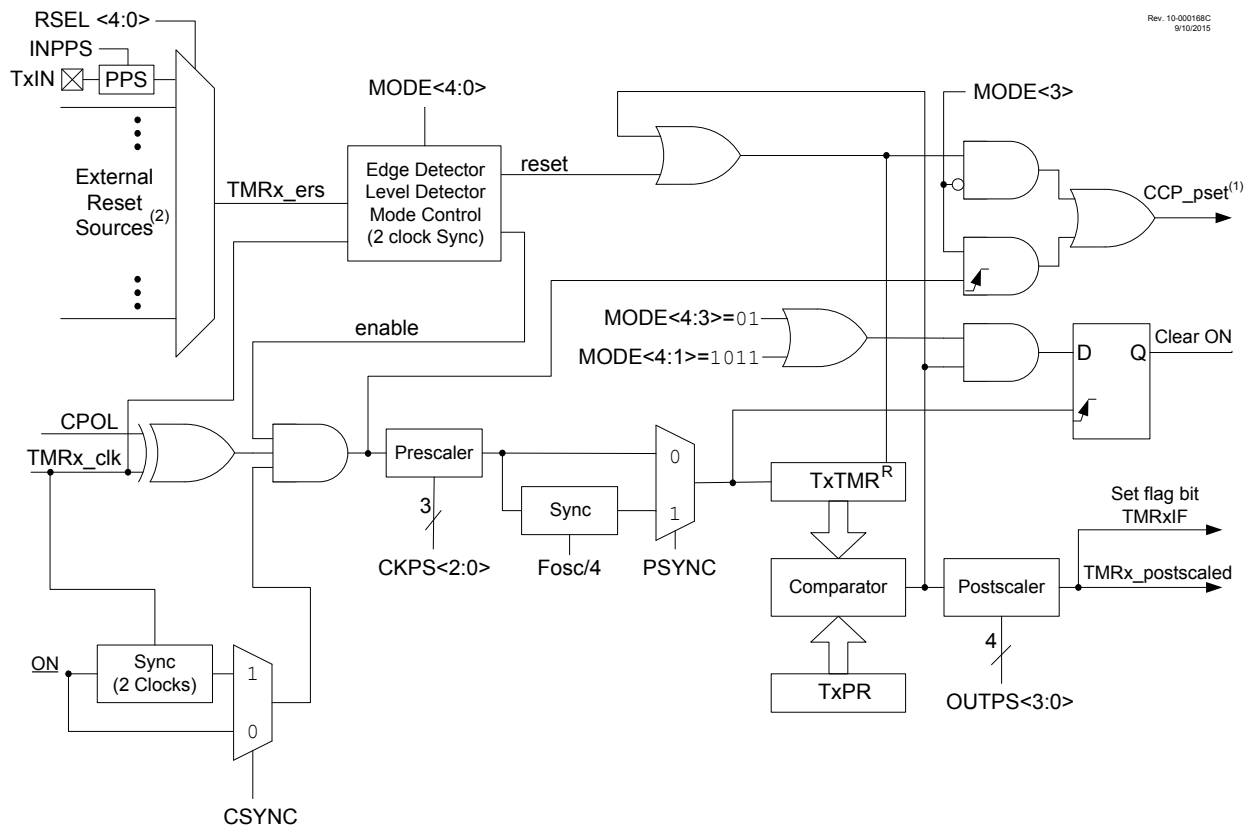 Rev. 10-000168C
9/10/2015
RSEL <4:0>
INPPS
TxIN
PPS
MODE<4:0>
MODE<3>
External
Reset
Sources(2)
TMRx_ers
Edge Detector
Level Detector
Mode Control
(2 clock Sync)
reset
CCP_pset(1)
enable
MODE<4:3>=01
MODE<4:1>=1011
D
Q
Clear ON
CPOL
TMRx_clk
Prescaler
3
CKPS<2:0>
Sync
Fosc/4
0
1
PSYNC
TxTMR
R
Comparator
TxPR
Postscaler
4
OUTPS<3:0>
Set flag bit
TMRxIF
TMRx_postscaled
ON
Sync
(2 Clocks)
1
0
CSYNC